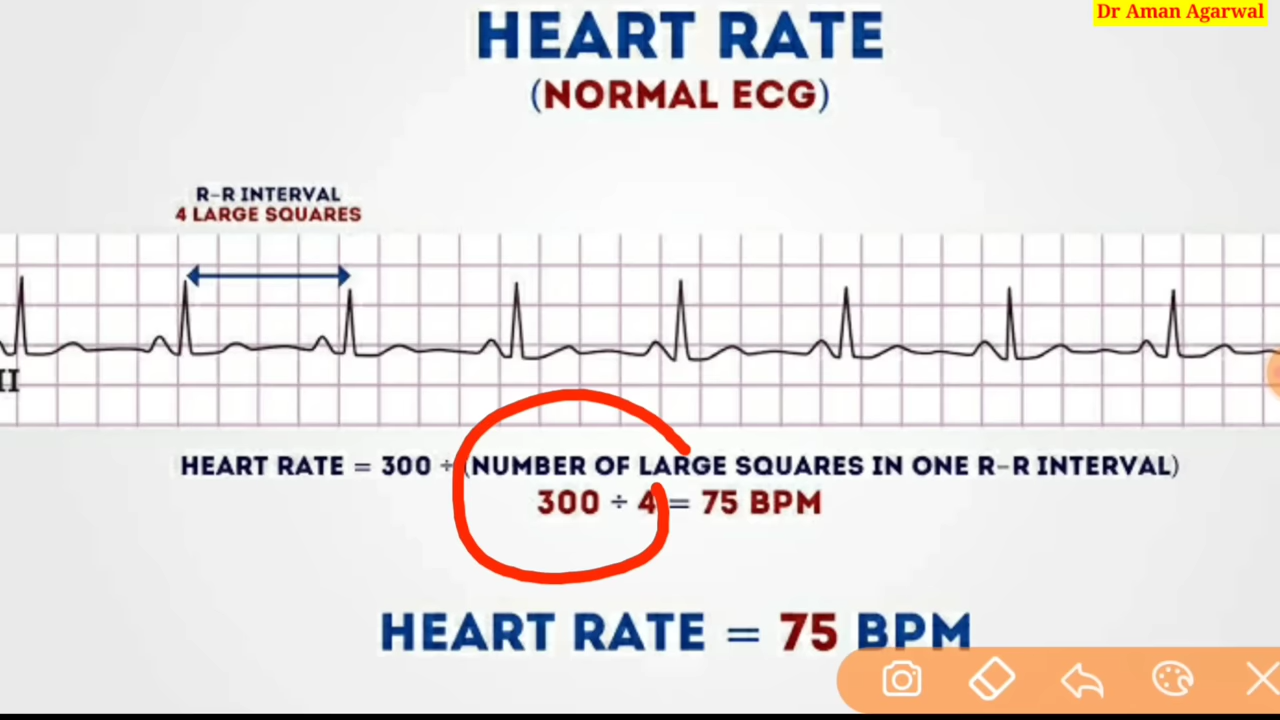 Dr Aman Agarwal
HEART RATE
(NORMAL ECG)
R-R INTERVAL
4 LARGE SQUARES
II
HEART RATE = 300 ÷ (NUMBER OF LARGE SQUARES IN ONE R-R INTERVAL)
300 ÷ 4 = 75 BPM
HEART RATE = 75 BPM